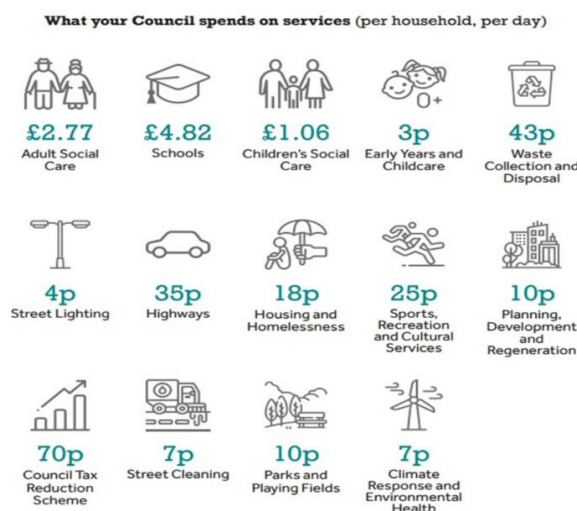 What your Council spends on services (per household, per day)
0+
£2.77
Adult Social
Care
£4.82
Schools
£1.06
Children's Social
Care
3p
Early Years and
Childcare
43p
Waste
Collection and
Disposal
4p
Street Lighting
35p
Highways
18p
Housing and
Homelessness
25p
Sports,
Recreation
and Cultural
Services
10p
Planning,
Development
and
Regeneration
70p
Council Tax
Reduction
Scheme
7p
Street Cleaning
10p
Parks and
Playing Fields
7p
Climate
Response and
Environmental
Health